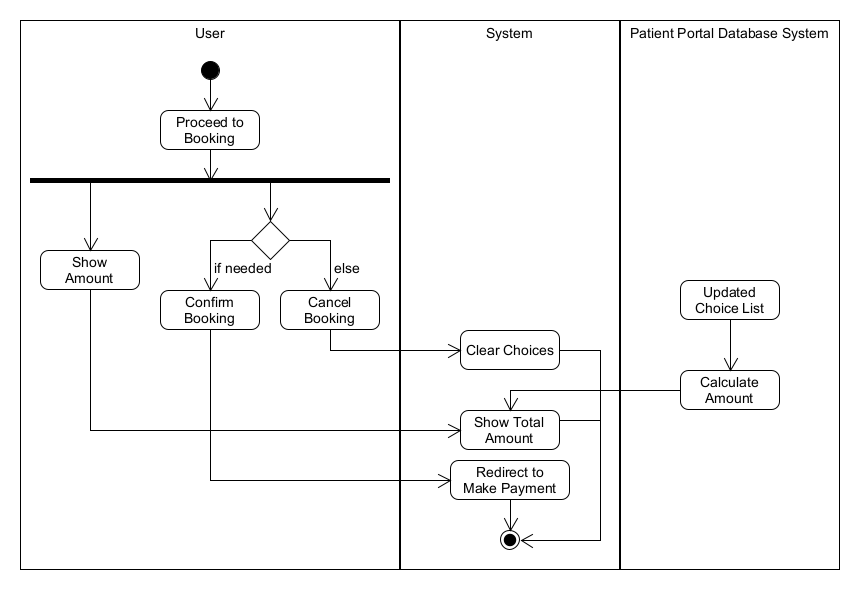 User
System
Patient Portal Database System
Proceed to
Booking
Show
Amount
if needed
else
Confirm
Booking
Cancel
Booking
Updated
Choice List
Clear Choices
Calculate
Amount
Show Total
Amount
Redirect to
Make Payment